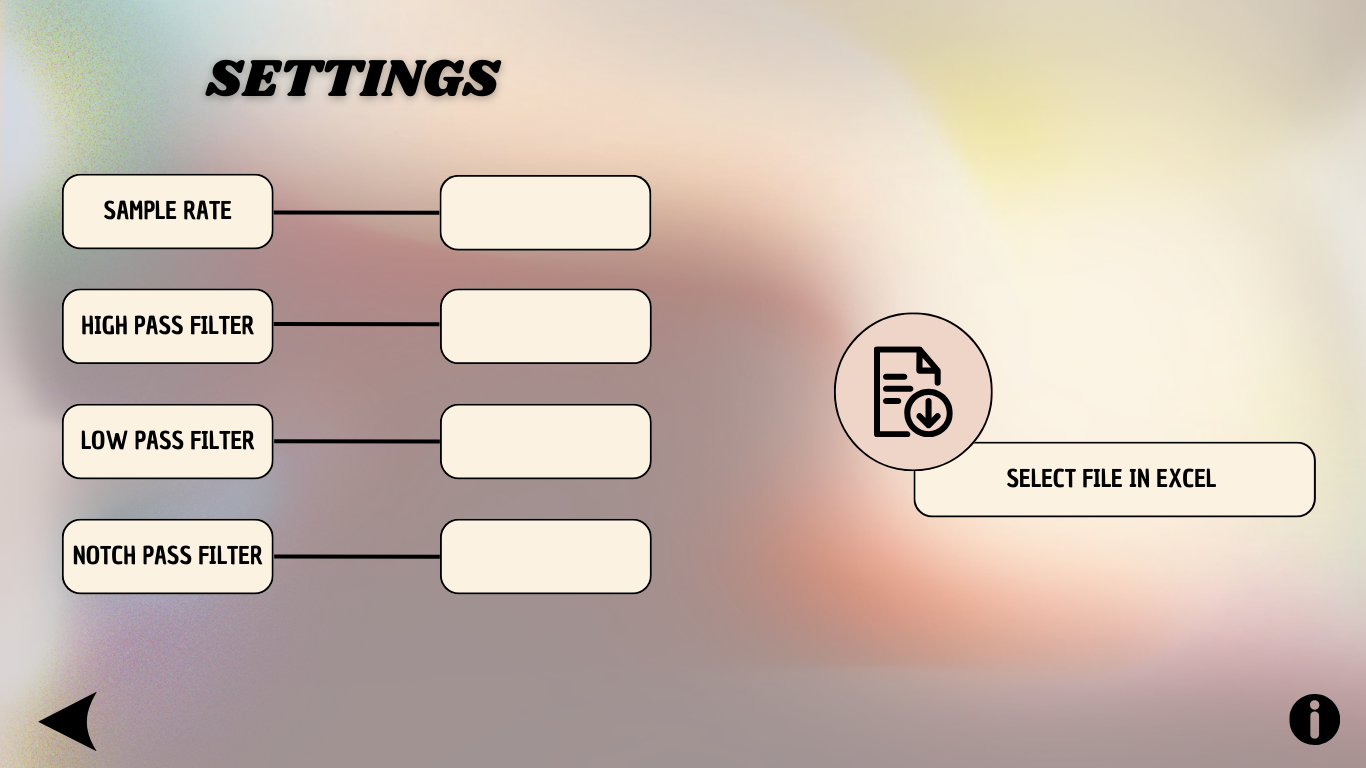 SETTINGS
SAMPLE RATE
HIGH PASS FILTER
LOW PASS FILTER
NOTCH PASS FILTER
SELECT FILE IN EXCEL